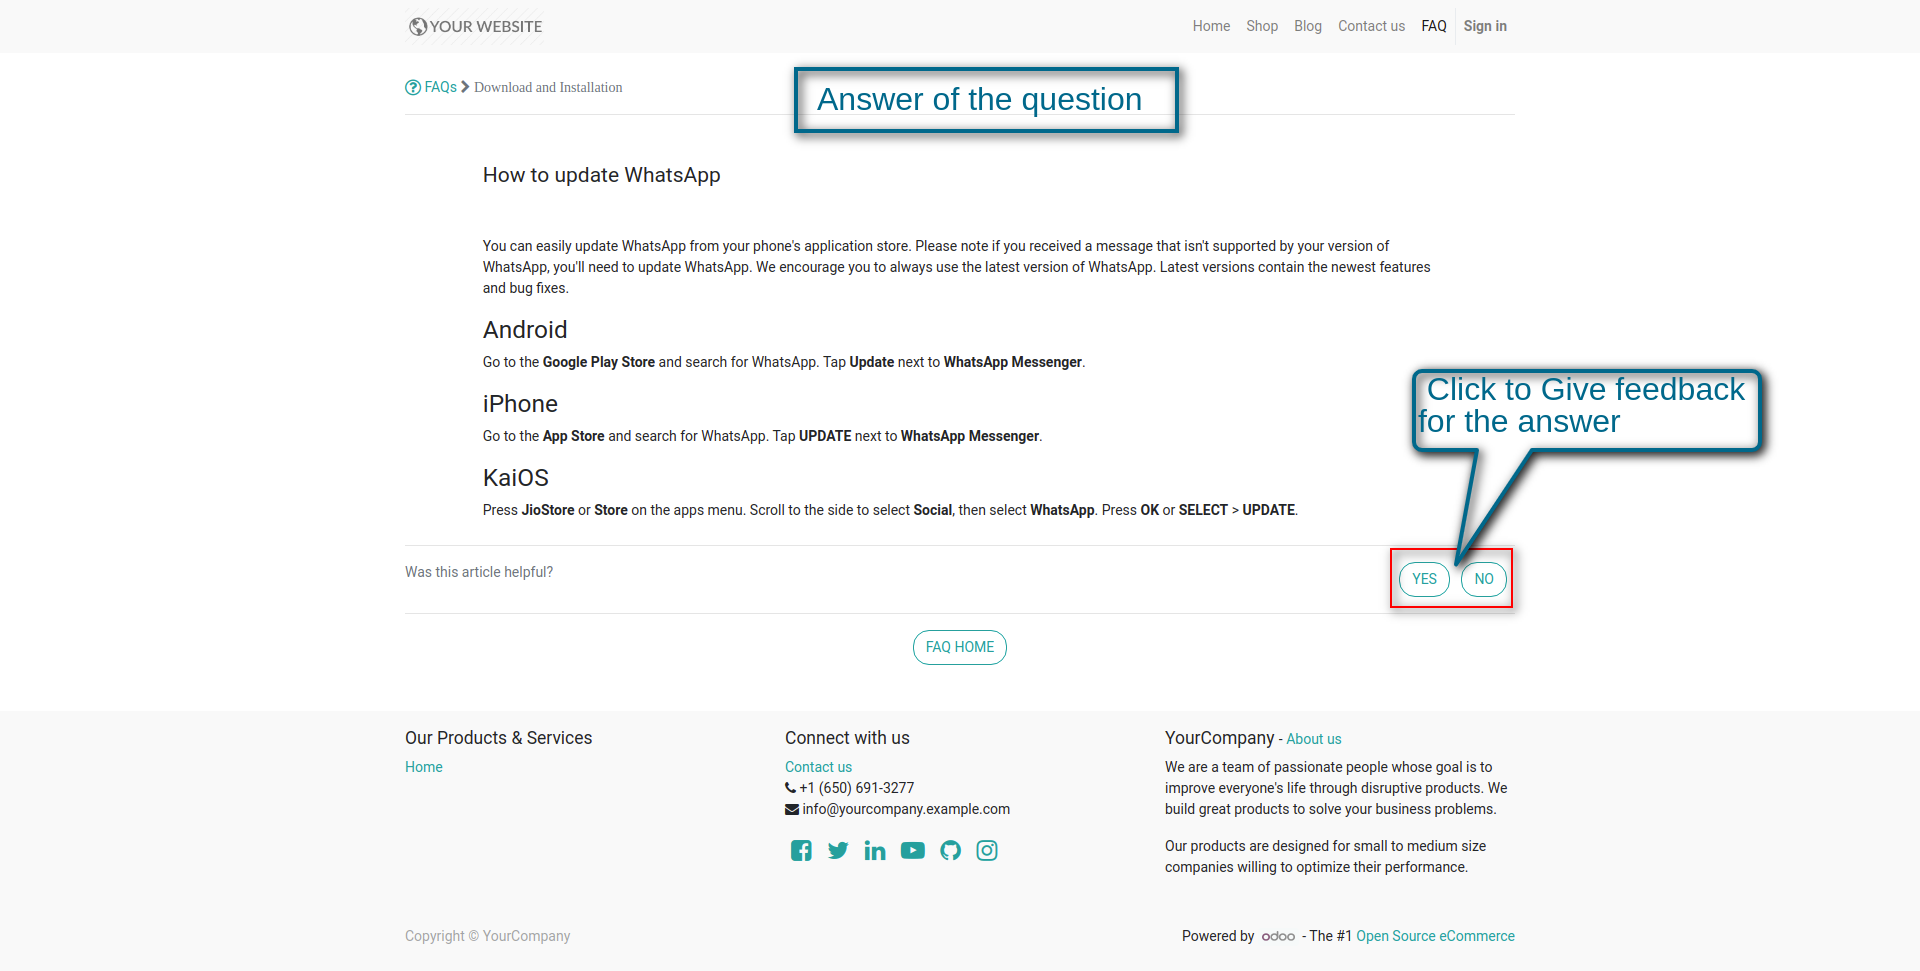 YOUR WEBSITE
Home Shop Blog Contact us FAQ Sign in
FAQs Download and Installation
Answer of the question
How to update WhatsApp
You can easily update WhatsApp from your phone's application store. Please note if you received a message that isn't supported by your version of
WhatsApp, you'll need to update WhatsApp. We encourage you to always use the latest version of WhatsApp. Latest versions contain the newest features
and bug fixes.
Android
Go to the Google Play Store and search for WhatsApp. Tap Update next to WhatsApp Messenger.
iPhone
Go to the App Store and search for WhatsApp. Tap UPDATE next to WhatsApp Messenger.
Click to Give feedback
for the answer
KaiOS
Press JioStore or Store on the apps menu. Scroll to the side to select Social, then select WhatsApp. Press OK or SELECT > UPDATE.
Was this article helpful?
YES NO
FAQ HOME
Our Products & Services
Home
Connect with us
Contact us
+1 (650) 691-3277
info@yourcompany.example.com
YourCompany - About us
We are a team of passionate people whose goal is to
improve everyone's life through disruptive products. We
build great products to solve your business problems.
Our products are designed for small to medium size
companies willing to optimize their performance.
Copyright © YourCompany
Powered by odoo - The #1 Open Source eCommerce